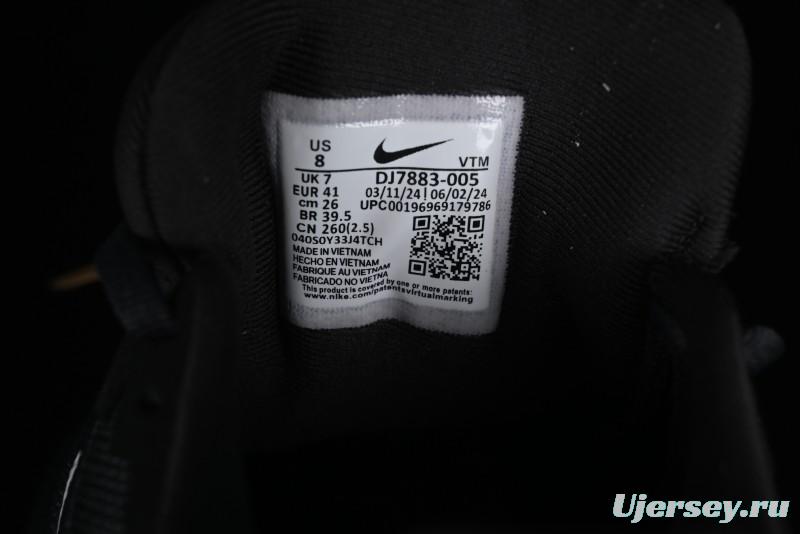 US
8
VTM
UK 7
DJ7883-005
EUR 41
03/11/24 | 06/02/24
cm 26
UPC00196969179786
BR 39.5
CN 260(2.5)
040S0Y33J4TCH
MADE IN VIETNAM
HECHO EN VIETNAM
FABRIQUE AU VIETNAM
FABRICADO NO VIETNA
This product is covered by one or more patents:
www.nike.com/patentsvirtualmarking
Ujersey.ru